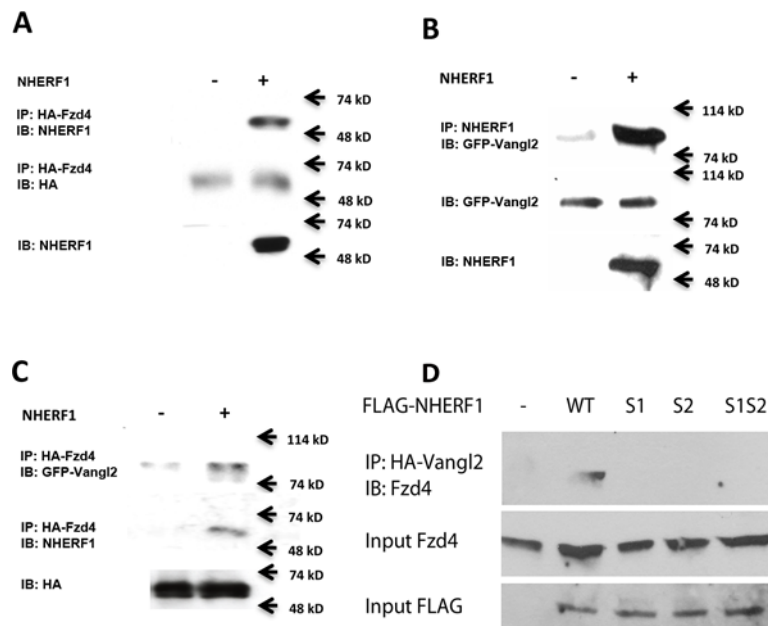 A
NHERF1 - +
74 kD
IP: HA-Fzd4
IB: NHERF1
48 kD
74 kD
IP: HA-Fzd4
IB: HA
48 kD
74 kD
IB: NHERF1
48 kD
B
NHERF1 - +
114 kD
IP: NHERF1
IB: GFP-Vangl2
74 kD
114 kD
IB: GFP-Vangl2
74 kD
74 kD
IB: NHERF1
48 kD
C
NHERF1 - +
114 kD
IP: HA-Fzd4
IB: GFP-Vangl2
74 kD
74 kD
IP: HA-Fzd4
IB: NHERF1
48 kD
74 kD
IB: HA
48 kD
D
FLAG-NHERF1 - WT S1 S2 S1S2
IP: HA-Vangl2
IB: Fzd4
Input Fzd4
Input FLAG